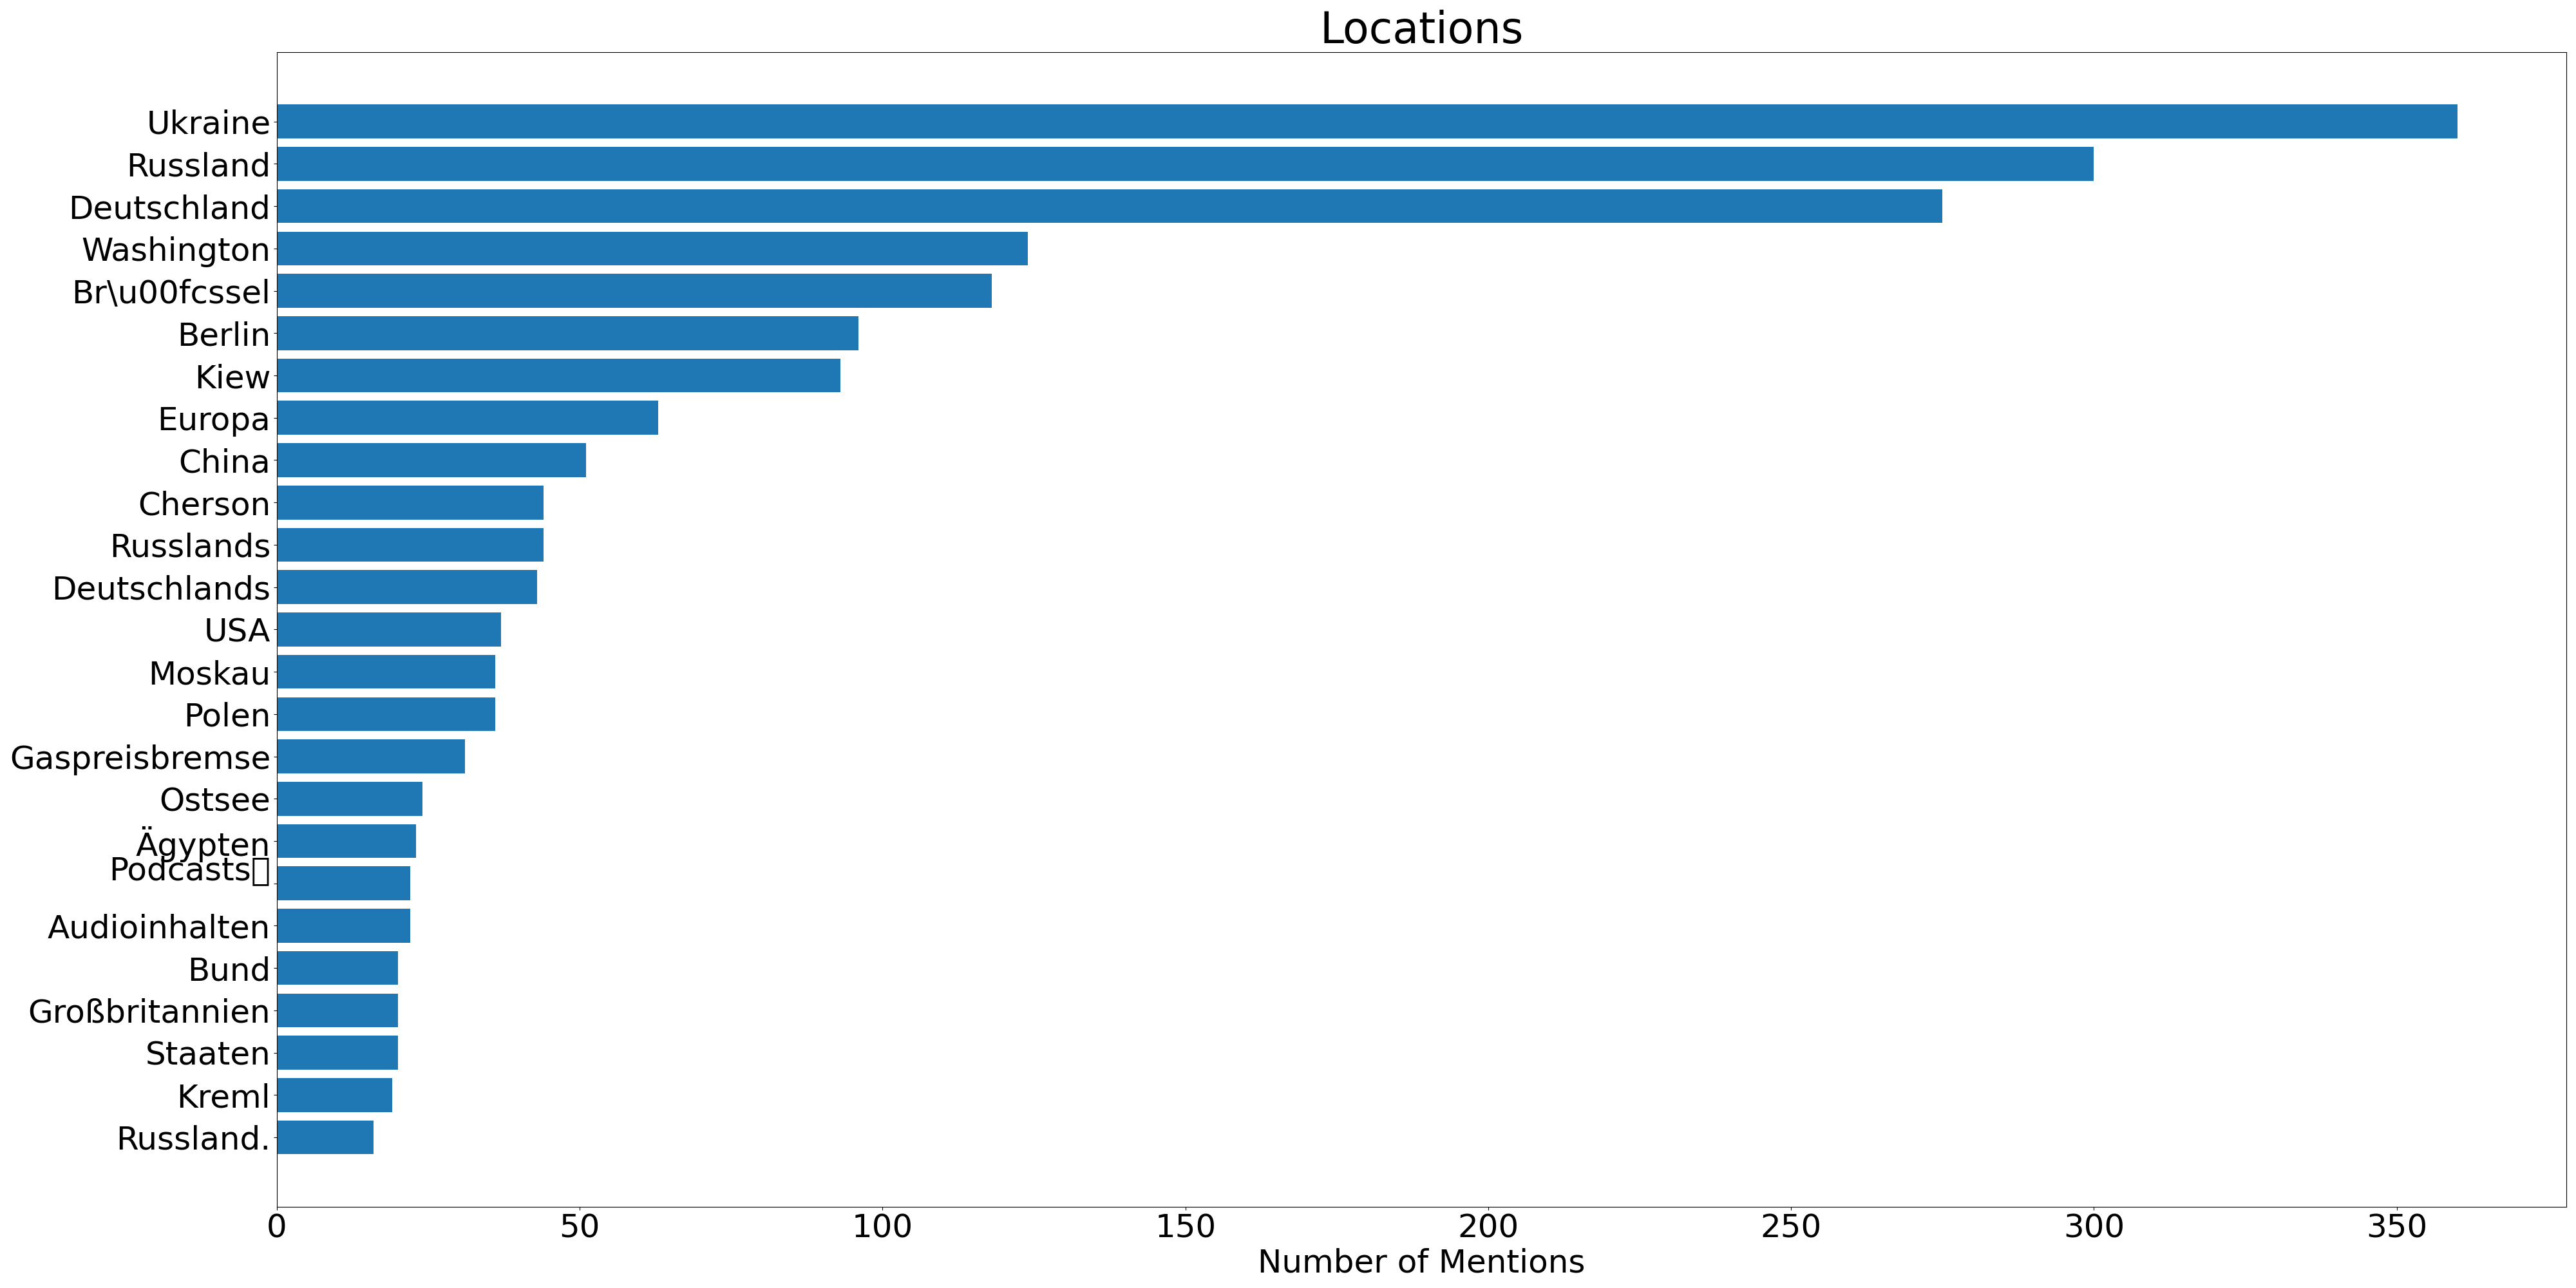 Locations
Ukraine
Russland
Deutschland
Washington
Br\u00fcssel
Berlin
Kiew
Europa
China
Cherson
Russlands
Deutschlands
USA
Moskau
Polen
Gaspreisbremse
Ostsee
Ägypten
Podcasts
Audioinhalten
Bund
Großbritannien
Staaten
Kreml
Russland.
0 50 100 150 200 250 300 350
Number of Mentions